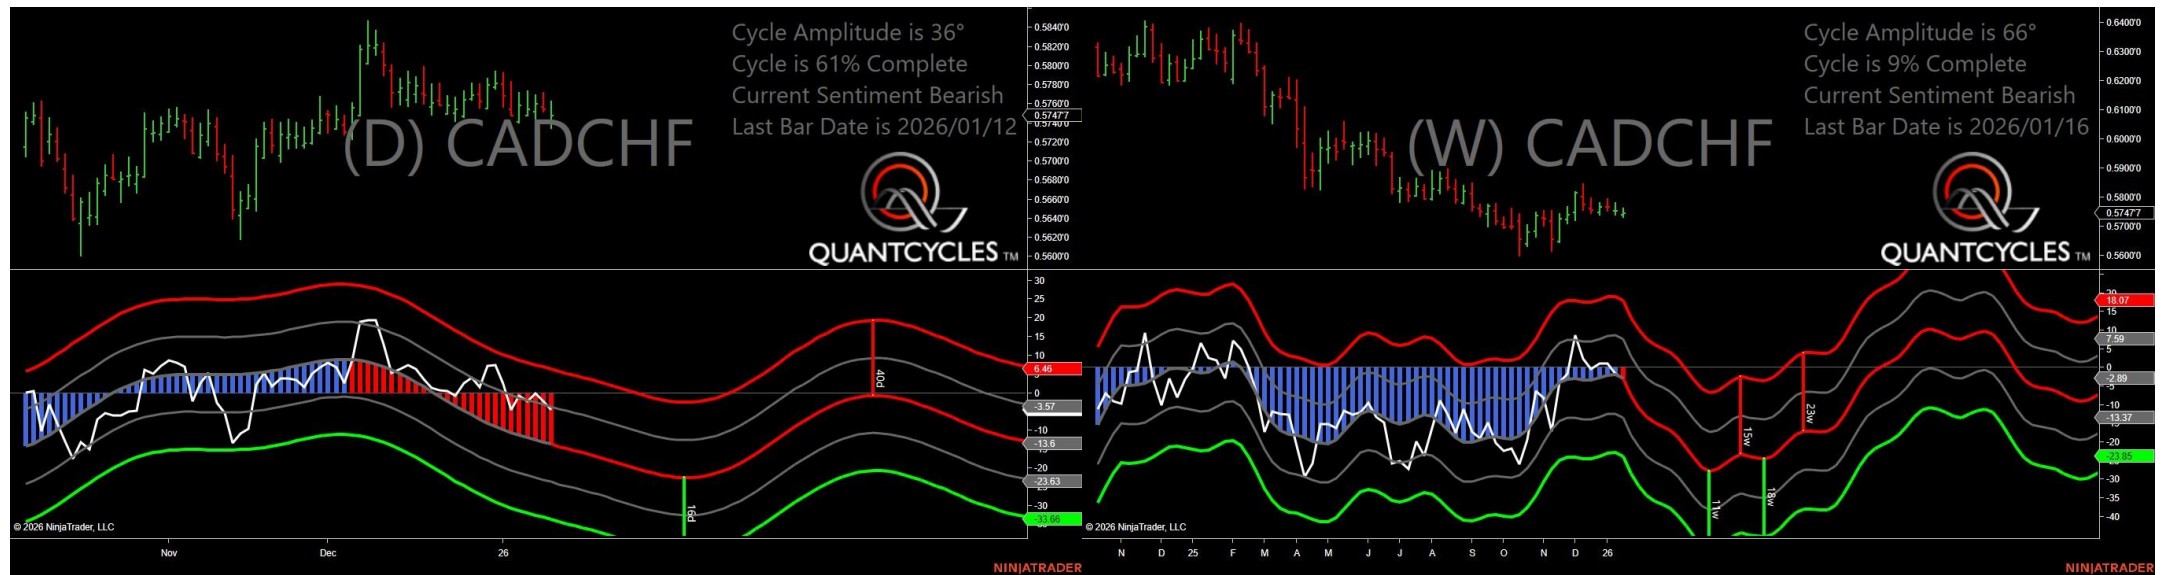 Cycle Amplitude is 36°
Cycle is 61% Complete
Current Sentiment Bearish
Last Bar Date is 2026/01/12
(D) CADCHF
QUANTCYCLES TM
0.5840'0
0.5820'0
0.5800'0
0.5780'0
0.5760'0
0.5747'7
0.5740'0
0.5720'0
0.5700'0
0.5680'0
0.5660'0
0.5640'0
0.5620'0
0.5600'0
30
25
20
15
10
6.46
0
-3.57
-10
-13.6
-20
-23.63
-30
-33.66
40d
16d
© 2026 NinjaTrader, LLC
Nov
Dec
26
NINJATRADER
Cycle Amplitude is 66°
Cycle is 9% Complete
Current Sentiment Bearish
Last Bar Date is 2026/01/16
(W) CADCHF
QUANTCYCLES TM
0.6400'0
0.6300'0
0.6200'0
0.6100'0
0.6000'0
0.5900'0
0.5800'0
0.5747'7
0.5700'0
0.5600'0
20
18.07
15
10
7.59
5
0
-2.89
-5
-10
-13.37
-20
-23.85
-30
-35
-40
11w
15w
18w
23w
© 2026 NinjaTrader, LLC
N D 25 F M A M J J A S O N D 26
NINJATRADER